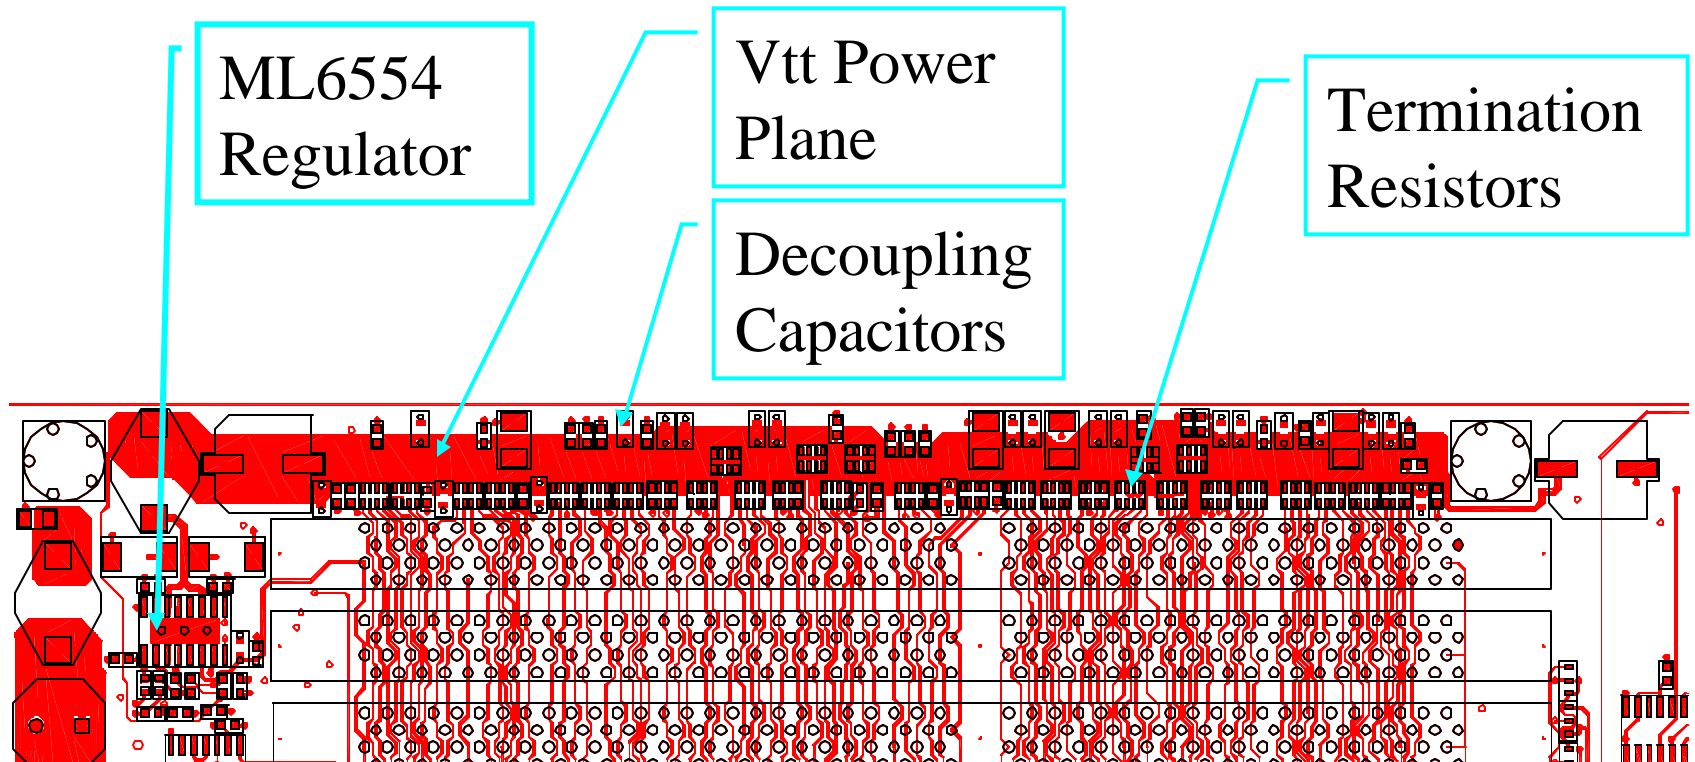 ML6554
Regulator
Vtt Power
Plane
Decoupling
Capacitors
Termination
Resistors